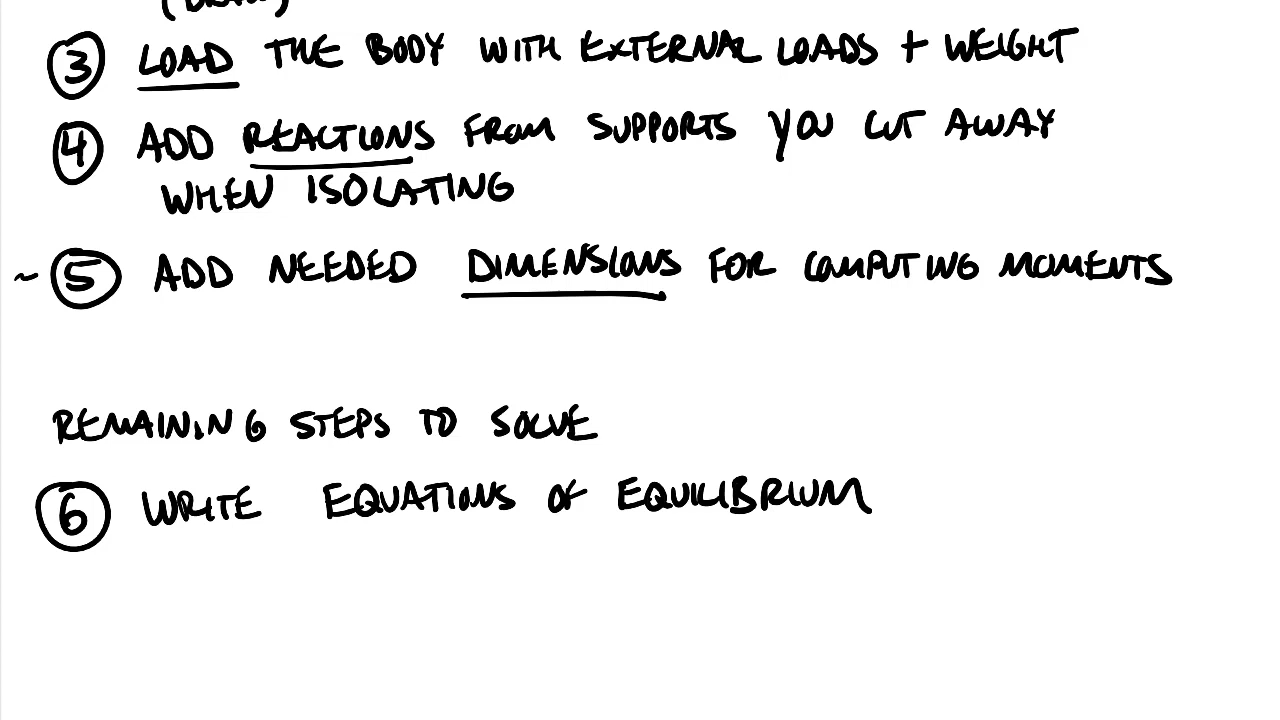 ③ LOAD THE BODY WITH EXTERNAL LOADS + WEIGHT
④ ADD REACTIONS FROM SUPPORTS YOU CUT AWAY
WHEN ISOLATING
~ ⑤ ADD NEEDED DIMENSIONS FOR COMPUTING MOMENTS
REMAINING STEPS TO SOLVE
⑥ WRITE EQUATIONS OF EQUILIBRIUM